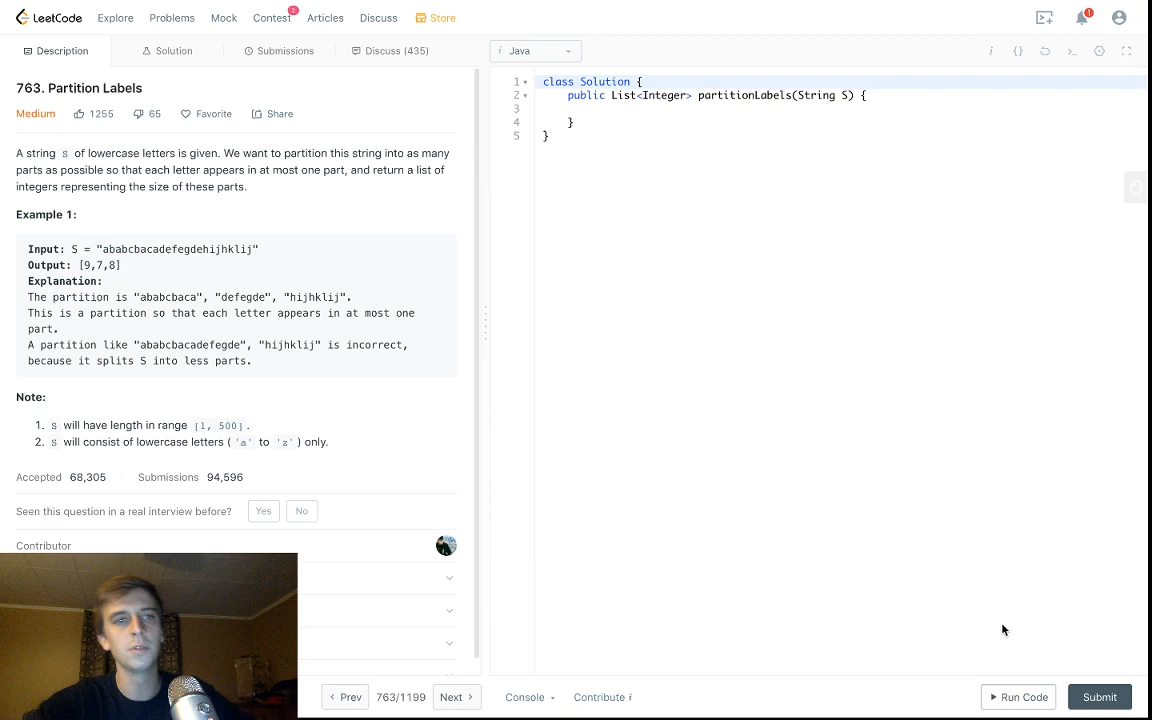 LeetCode Explore Problems Mock Contest 2 Articles Discuss Store 1
Description Solution Submissions Discuss (435)
i Java
763. Partition Labels
Medium 1255 65 Favorite Share
A string S of lowercase letters is given. We want to partition this string into as many
parts as possible so that each letter appears in at most one part, and return a list of
integers representing the size of these parts.
Example 1:
Input: S = "ababcbacadefegdehijhklij"
Output: [9,7,8]
Explanation:
The partition is "ababcbaca", "defegde", "hijhklij".
This is a partition so that each letter appears in at most one
part.
A partition like "ababcbacadefegde", "hijhklij" is incorrect,
because it splits S into less parts.
Note:
1. S will have length in range [1, 500].
2. S will consist of lowercase letters ('a' to 'z') only.
Accepted 68,305 Submissions 94,596
Seen this question in a real interview before? Yes No
Contributor
1 class Solution {
2 public List<Integer> partitionLabels(String S) {
3
4 }
5 }
Prev 763/1199 Next Console Contribute i Run Code Submit